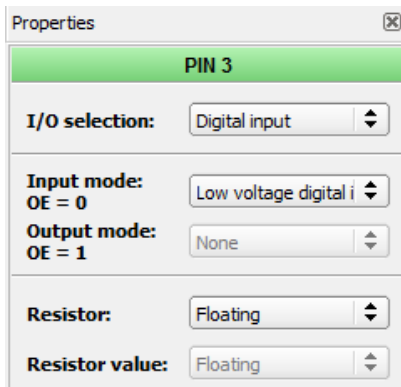 Properties
PIN 3
I/O selection: Digital input
Input mode:
OE = 0
Low voltage digital i
Output mode:
OE = 1
None
Resistor: Floating
Resistor value: Floating